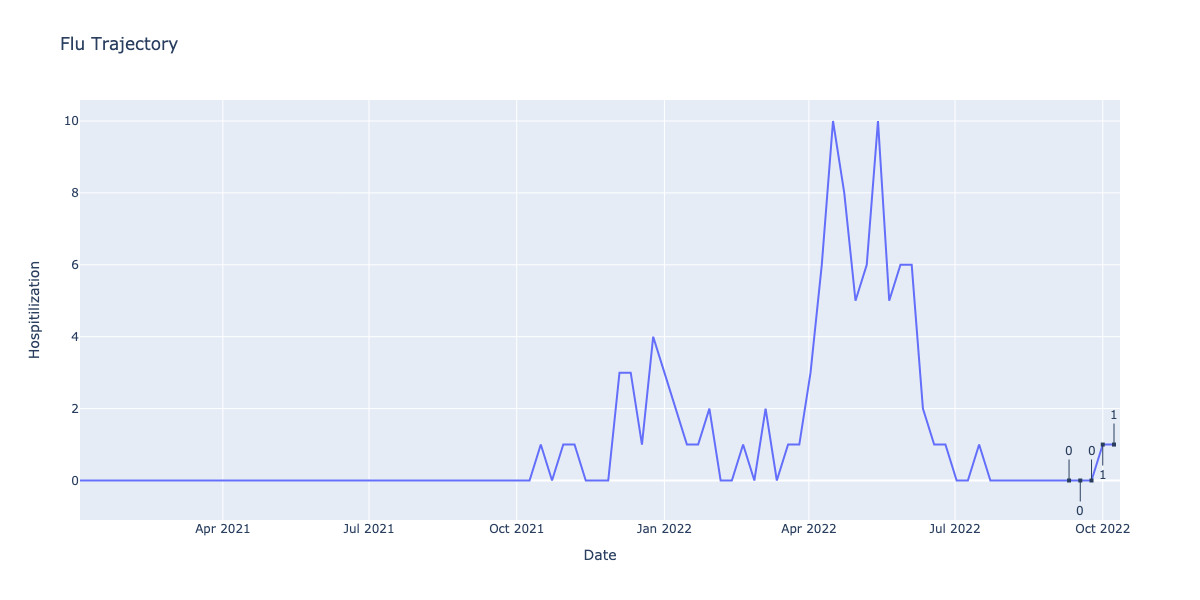 Flu Trajectory
10
8
6
4
2
0
Hospitilization
1
0
0
1
0
Apr 2021
Jul 2021
Oct 2021
Jan 2022
Apr 2022
Jul 2022
Oct 2022
Date